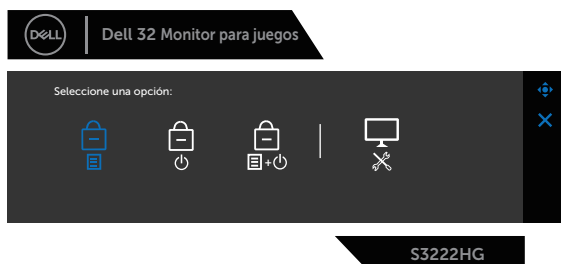 DELL
Dell 32 Monitor para juegos
Seleccione una opción:
S3222HG